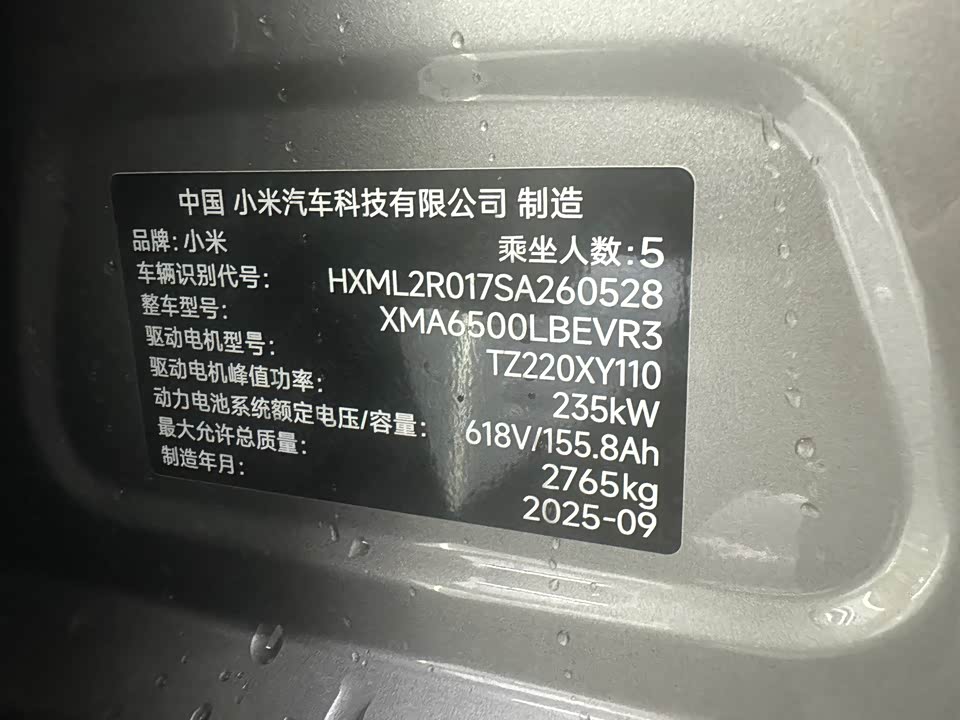 中国 小米汽车科技有限公司 制造
品牌:小米 乘坐人数:5
车辆识别代号: HXML2R017SA260528
整车型号: XMA6500LBEVR3
驱动电机型号: TZ220XY110
驱动电机峰值功率: 235kW
动力电池系统额定电压/容量: 618V/155.8Ah
最大允许总质量: 2765kg
制造年月: 2025-09